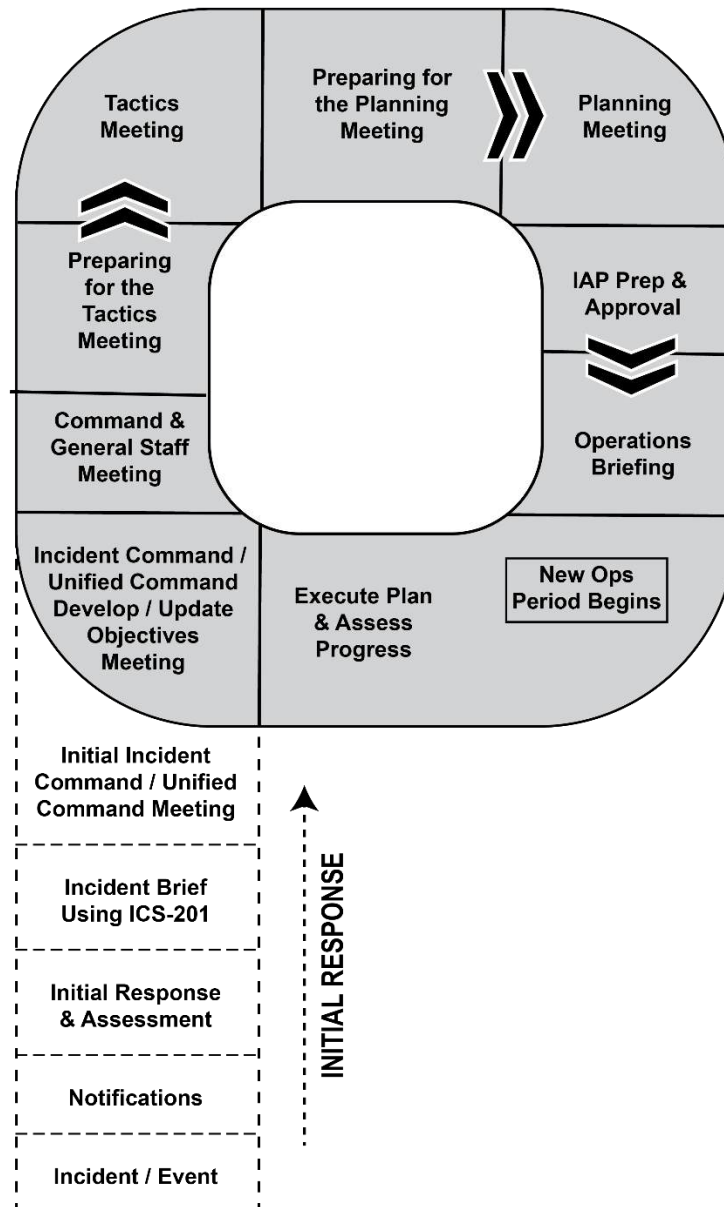 Tactics
Meeting
Preparing for
the Planning
Meeting
Planning
Meeting
Preparing
for the
Tactics
Meeting
IAP Prep &
Approval
Command &
General Staff
Meeting
Operations
Briefing
Incident Command /
Unified Command
Develop / Update
Objectives
Meeting
Execute Plan
& Assess
Progress
New Ops
Period Begins
Initial Incident
Command / Unified
Command Meeting
Incident Brief
Using ICS-201
Initial Response
& Assessment
Notifications
Incident / Event
INITIAL RESPONSE